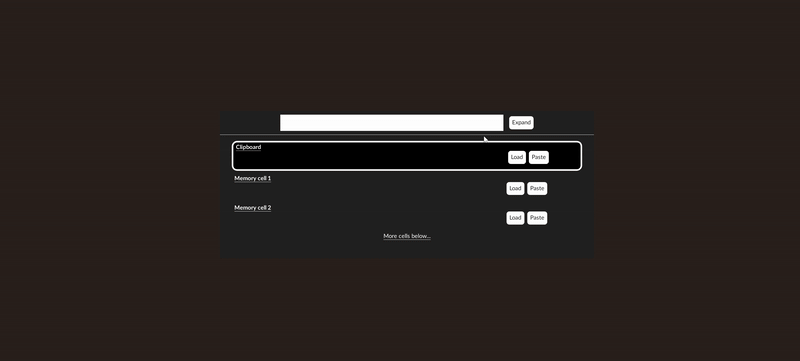 Expand
Clipboard
Load Paste
Memory cell 1
Load Paste
Memory cell 2
Load Paste
More cells below...